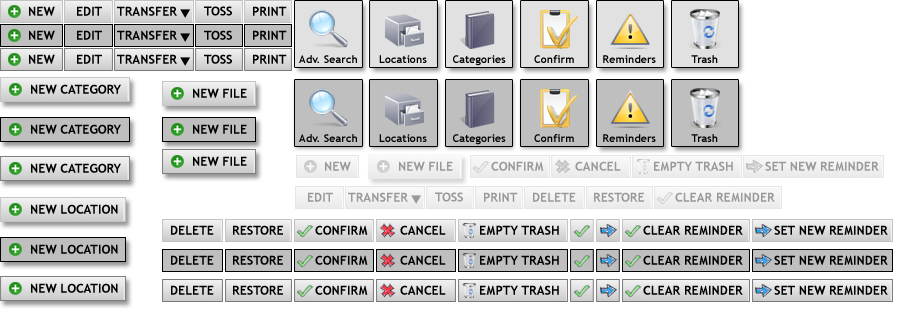 NEW EDIT TRANSFER TOSS PRINT
NEW EDIT TRANSFER TOSS PRINT
NEW EDIT TRANSFER TOSS PRINT
Adv. Search Locations Categories Confirm Reminders Trash
NEW CATEGORY NEW FILE
NEW CATEGORY NEW FILE
Adv. Search Locations Categories Confirm Reminders Trash
NEW CATEGORY NEW FILE
NEW NEW FILE CONFIRM CANCEL EMPTY TRASH SET NEW REMINDER
EDIT TRANSFER TOSS PRINT DELETE RESTORE CLEAR REMINDER
NEW LOCATION
DELETE RESTORE CONFIRM CANCEL EMPTY TRASH CLEAR REMINDER SET NEW REMINDER
NEW LOCATION
DELETE RESTORE CONFIRM CANCEL EMPTY TRASH CLEAR REMINDER SET NEW REMINDER
NEW LOCATION
DELETE RESTORE CONFIRM CANCEL EMPTY TRASH CLEAR REMINDER SET NEW REMINDER